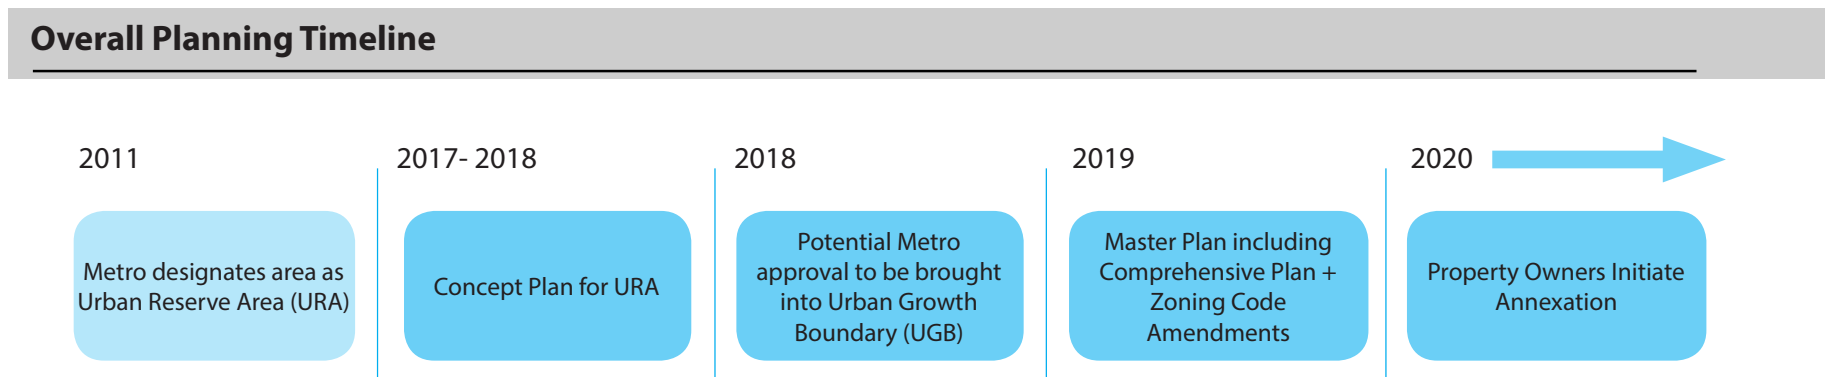 Overall Planning Timeline
2011
Metro designates area as
Urban Reserve Area (URA)
2017- 2018
Concept Plan for URA
2018
Potential Metro
approval to be brought
into Urban Growth
Boundary (UGB)
2019
Master Plan including
Comprehensive Plan +
Zoning Code
Amendments
2020
Property Owners Initiate
Annexation